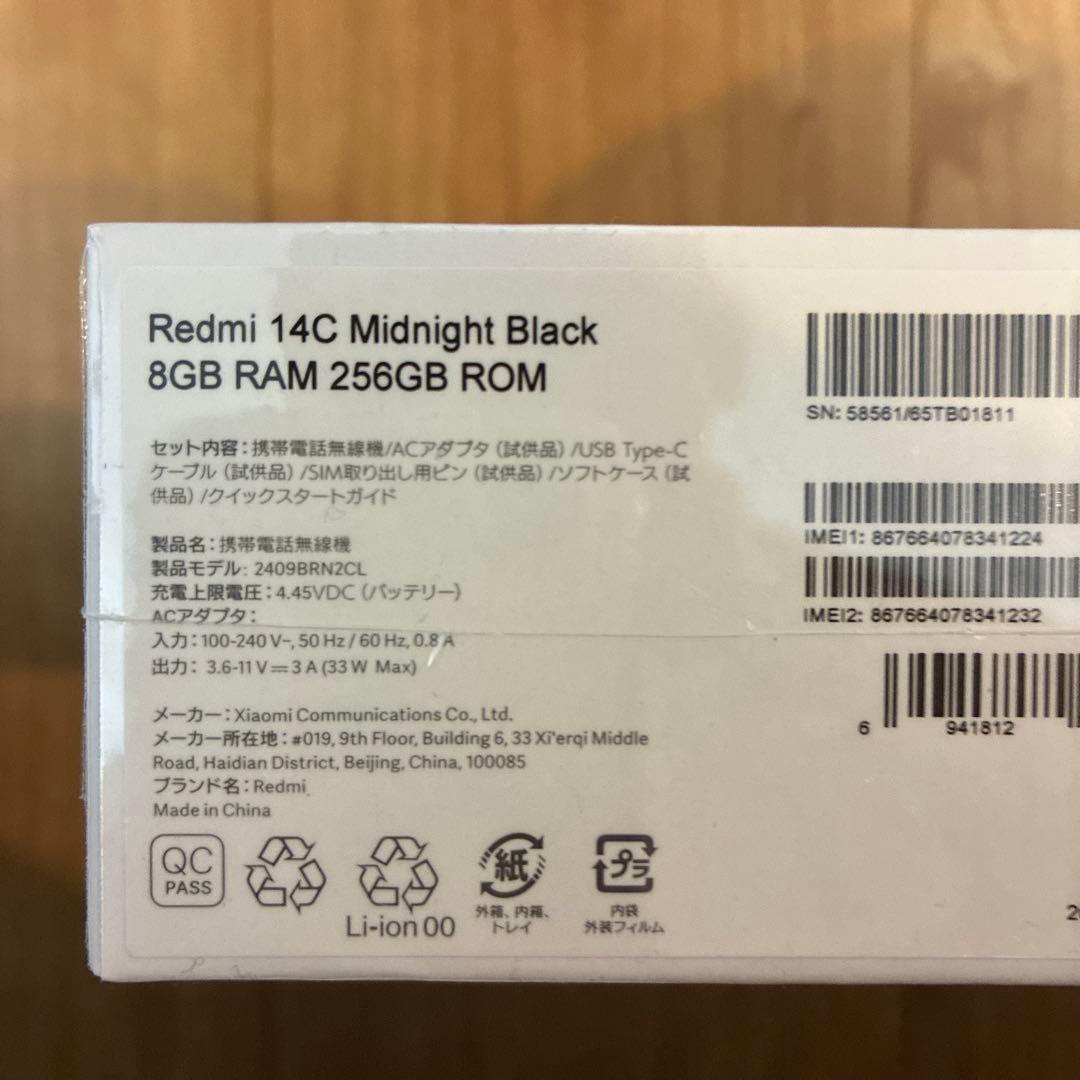 Redmi 14C Midnight Black
8GB RAM 256GB ROM
セット内容：携帯電話無線機/ACアダプタ（試供品）/USB Type-C
ケーブル（試供品）/SIM取り出し用ピン（試供品）/ソフトケース（試
供品）/クイックスタートガイド
製品名：携帯電話無線機
製品モデル: 2409BRN2CL
充電上限電圧：4.45VDC（バッテリー）
ACアダプタ：
入力：100-240 V~, 50 Hz / 60 Hz, 0.8 A
出力： 3.6-11 V⎓3 A (33 W Max)
メーカー：Xiaomi Communications Co., Ltd.
メーカー所在地：#019, 9th Floor, Building 6, 33 Xi'erqi Middle
Road, Haidian District, Beijing, China, 100085
ブランド名：Redmi
Made in China
QC
PASS
Li-ion 00
紙
外箱、内箱、
トレイ
プラ
内袋
外装フィルム
SN: 58561/65TB01811
IMEI1: 867664078341224
IMEI2: 867664078341232
6 941812